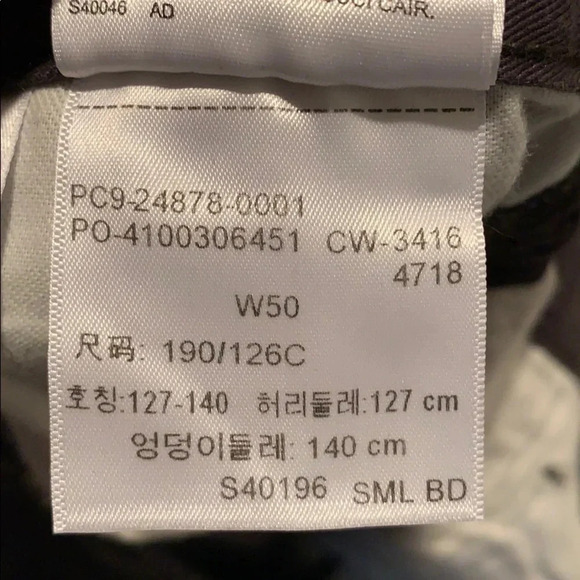 S40046 AD CAIR.
PC9-24878-0001
PO-4100306451 CW-3416
4718
W50
尺码: 190/126C
호칭:127-140 허리둘레:127 cm
엉덩이둘레: 140 cm
S40196 SML BD